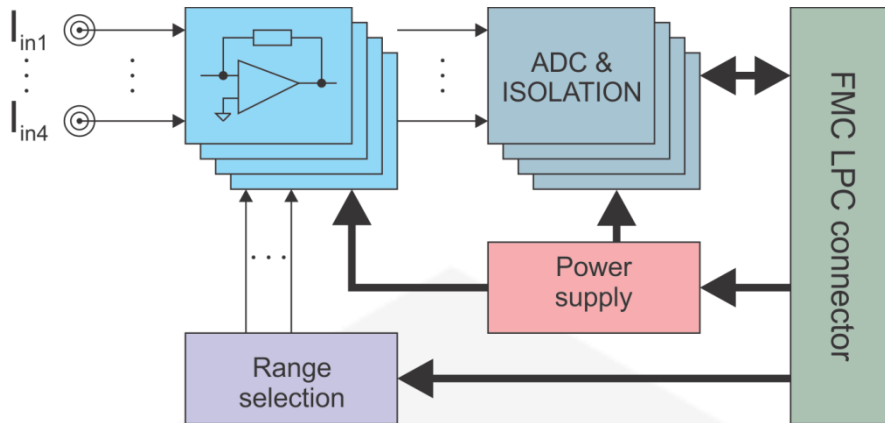 Iin1
Iin4
ADC &
ISOLATION
FMC LPC connector
Power
supply
Range
selection